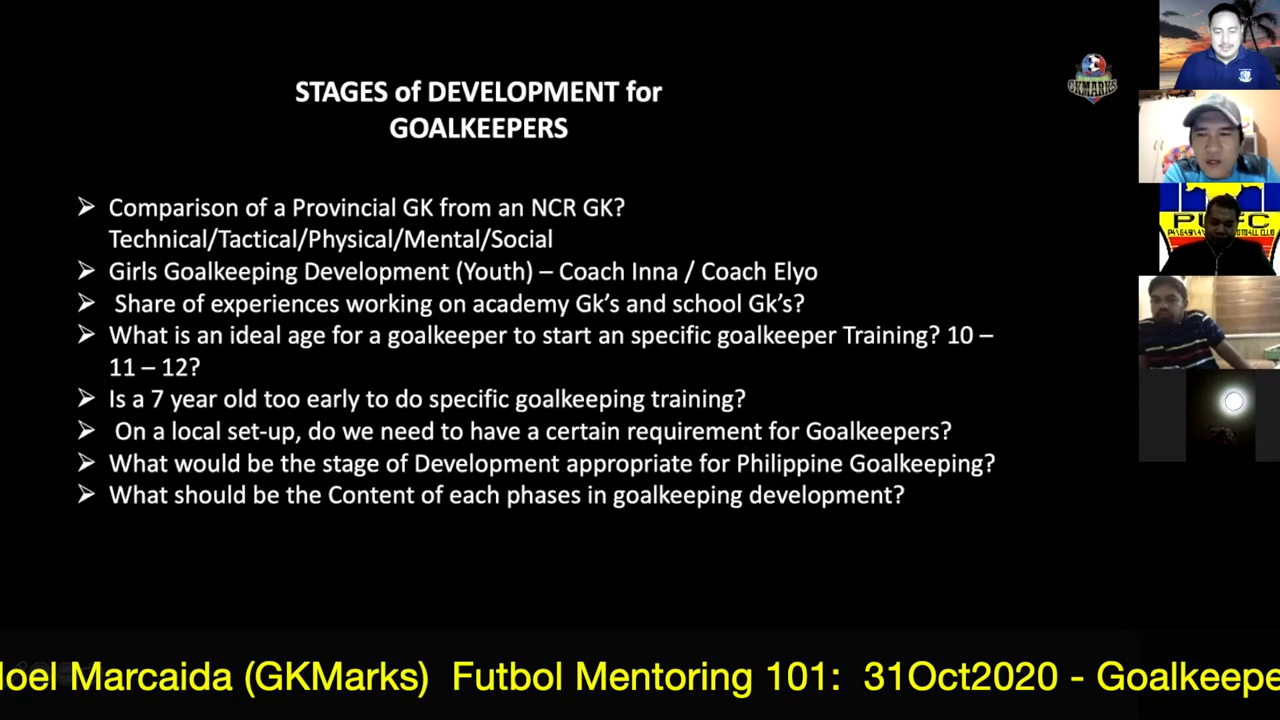 STAGES of DEVELOPMENT for
GOALKEEPERS
GKMARKS
➢ Comparison of a Provincial GK from an NCR GK?
Technical/Tactical/Physical/Mental/Social
➢ Girls Goalkeeping Development (Youth) – Coach Inna / Coach Elyo
➢ Share of experiences working on academy Gk’s and school Gk’s?
➢ What is an ideal age for a goalkeeper to start an specific goalkeeper Training? 10 –
11 – 12?
➢ Is a 7 year old too early to do specific goalkeeping training?
➢ On a local set-up, do we need to have a certain requirement for Goalkeepers?
➢ What would be the stage of Development appropriate for Philippine Goalkeeping?
➢ What should be the Content of each phases in goalkeeping development?
Noel Marcaida (GKMarks) Futbol Mentoring 101: 31Oct2020 - Goalkeepe